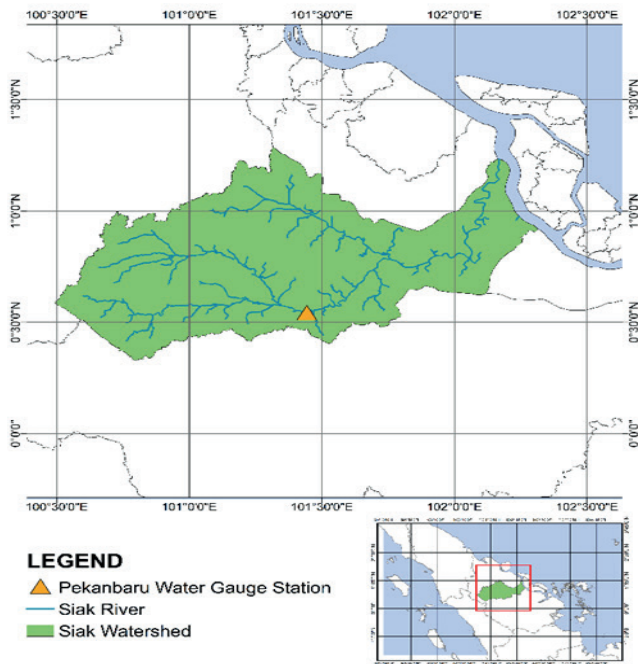 100°30'0"E 101°0'0"E 101°30'0"E 102°0'0"E 102°30'0"E
1°30'0"N 1°30'0"N
1°0'0"N 1°0'0"N
0°30'0"N 0°30'0"N
0°0'0" 0°0'0"
100°30'0"E 101°0'0"E 101°30'0"E 102°0'0"E 102°30'0"E
LEGEND
Pekanbaru Water Gauge Station
Siak River
Siak Watershed